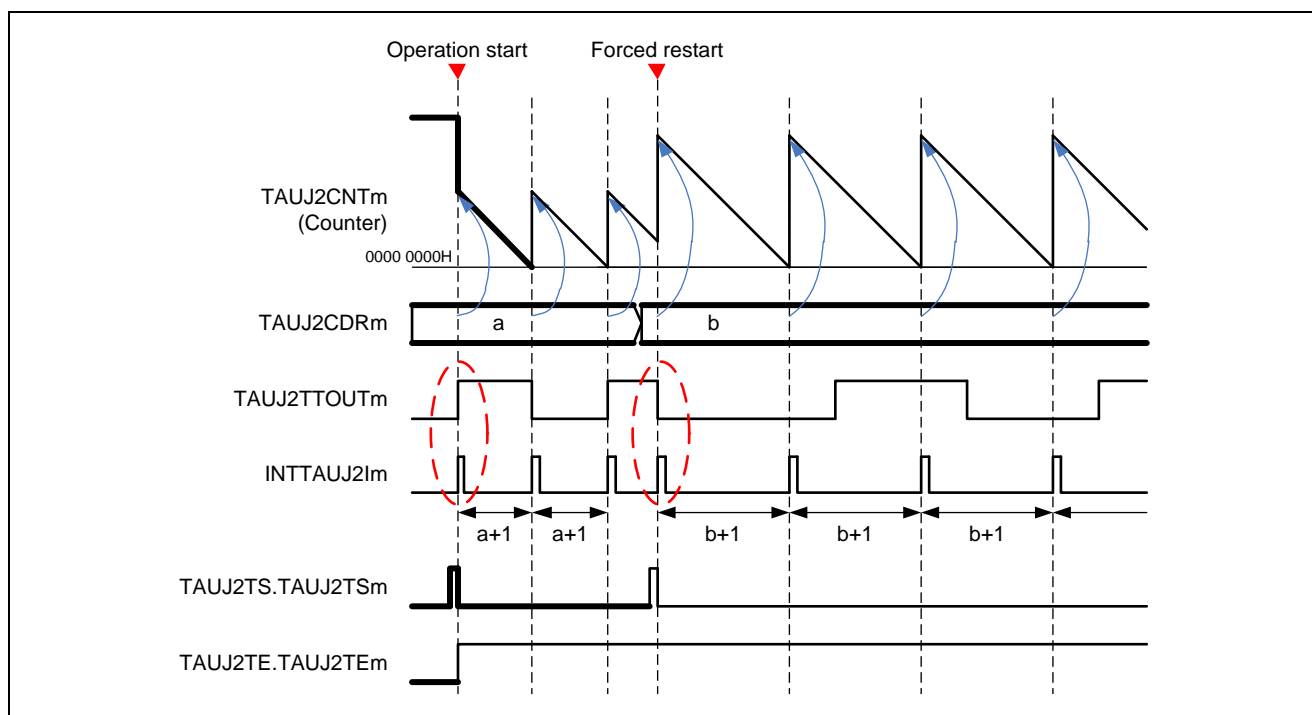 Operation start
Forced restart
TAUJ2CNTm
(Counter)
0000 0000H
TAUJ2CDRm
a
b
TAUJ2TTOUTm
INTTAUJ2Im
a+1
a+1
b+1
b+1
b+1
TAUJ2TS.TAUJ2TSm
TAUJ2TE.TAUJ2TEm